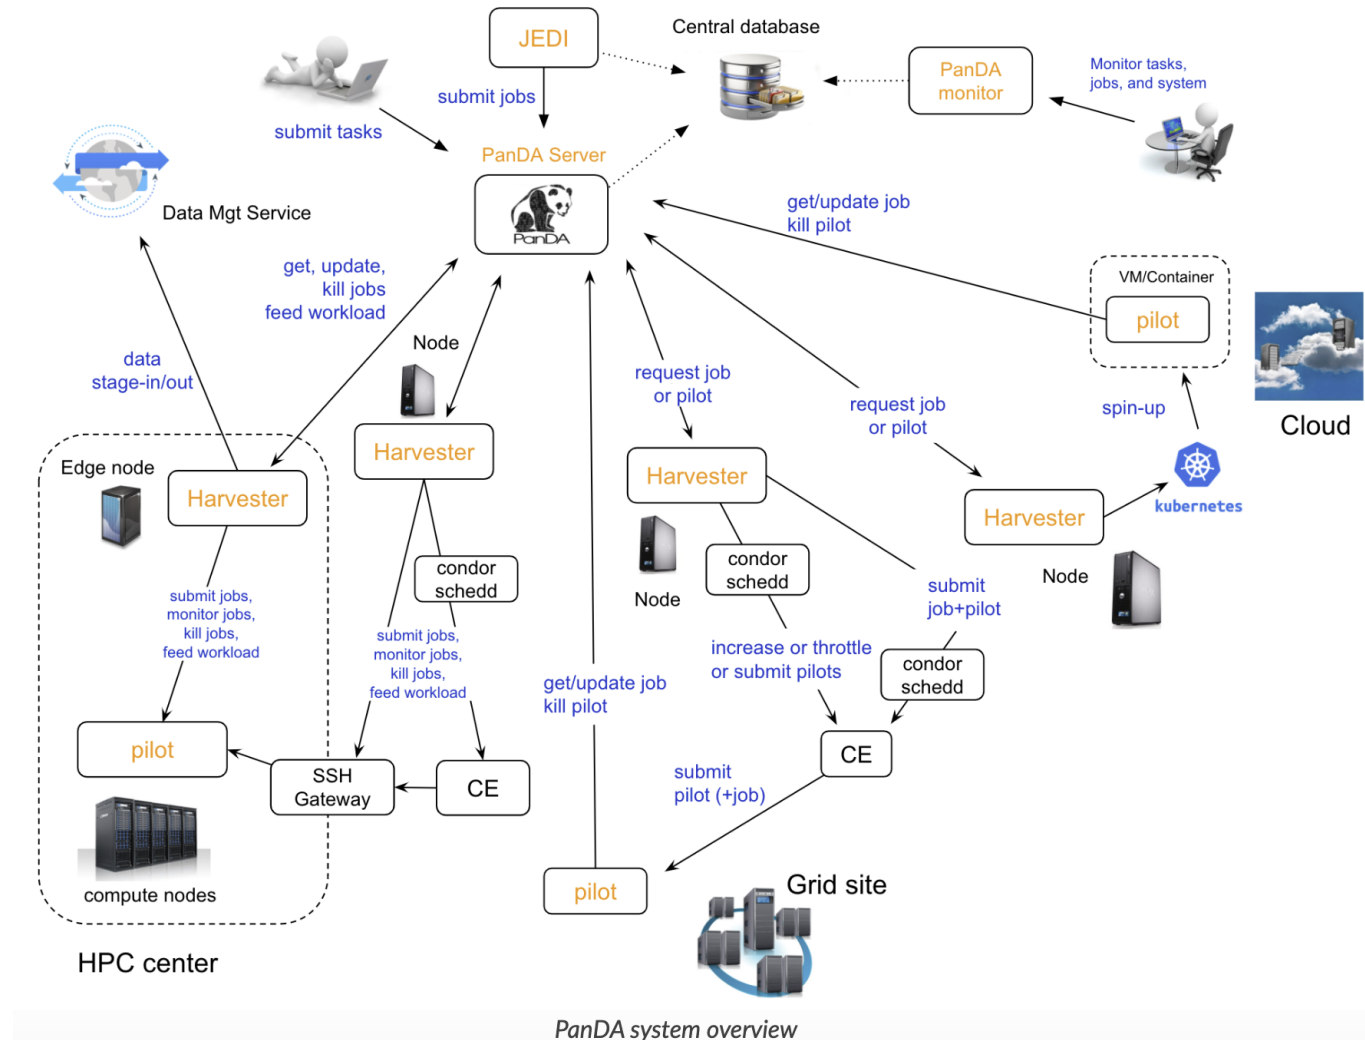 JEDI
Central database
PanDA
monitor
Monitor tasks,
jobs, and system
submit jobs
submit tasks
PanDA Server
PanDA
Data Mgt Service
get/update job
kill pilot
get, update,
kill jobs
feed workload
VM/Container
pilot
Node
data
stage-in/out
request job
or pilot
request job
or pilot
spin-up
Cloud
Edge node
Harvester
Harvester
Harvester
Harvester
kubernetes
condor
schedd
condor
schedd
Node
Node
submit
job+pilot
submit jobs,
monitor jobs,
kill jobs,
feed workload
submit jobs,
monitor jobs,
kill jobs,
feed workload
increase or throttle
or submit pilots
condor
schedd
get/update job
kill pilot
pilot
SSH
Gateway
CE
CE
submit
pilot (+job)
compute nodes
pilot
Grid site
HPC center
PanDA system overview